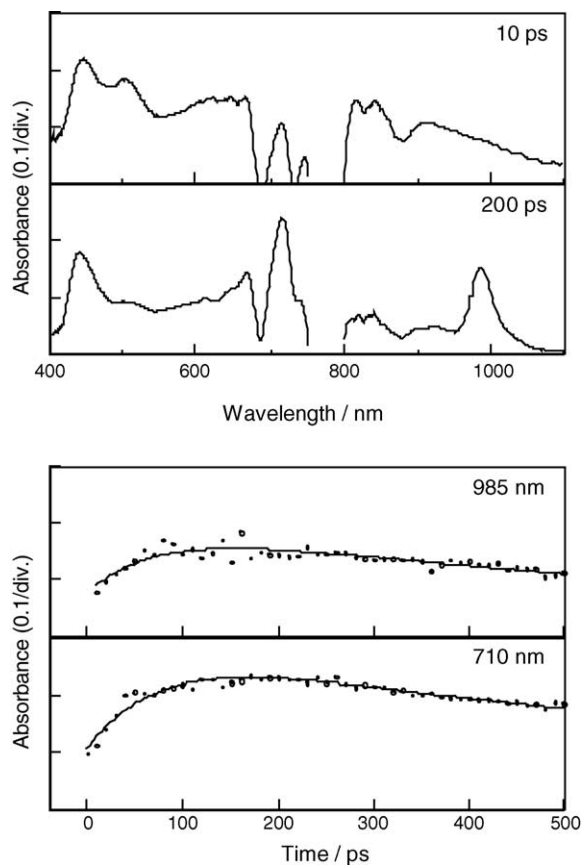 10 ps
Absorbance (0.1/div.)
200 ps
400 600 800 1000
Wavelength / nm
985 nm
Absorbance (0.1/div.)
710 nm
0 100 200 300 400 500
Time / ps